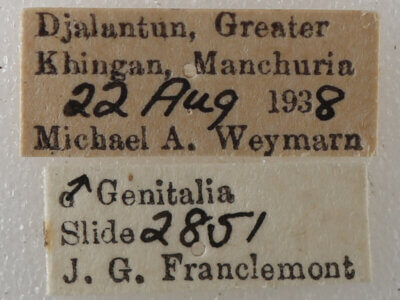 Djalantun, Greater
Khingan, Manchuria
22 Aug 1938
Michael A. Weymarn
♂ Genitalia
Slide 2851
J. G. Franclemont